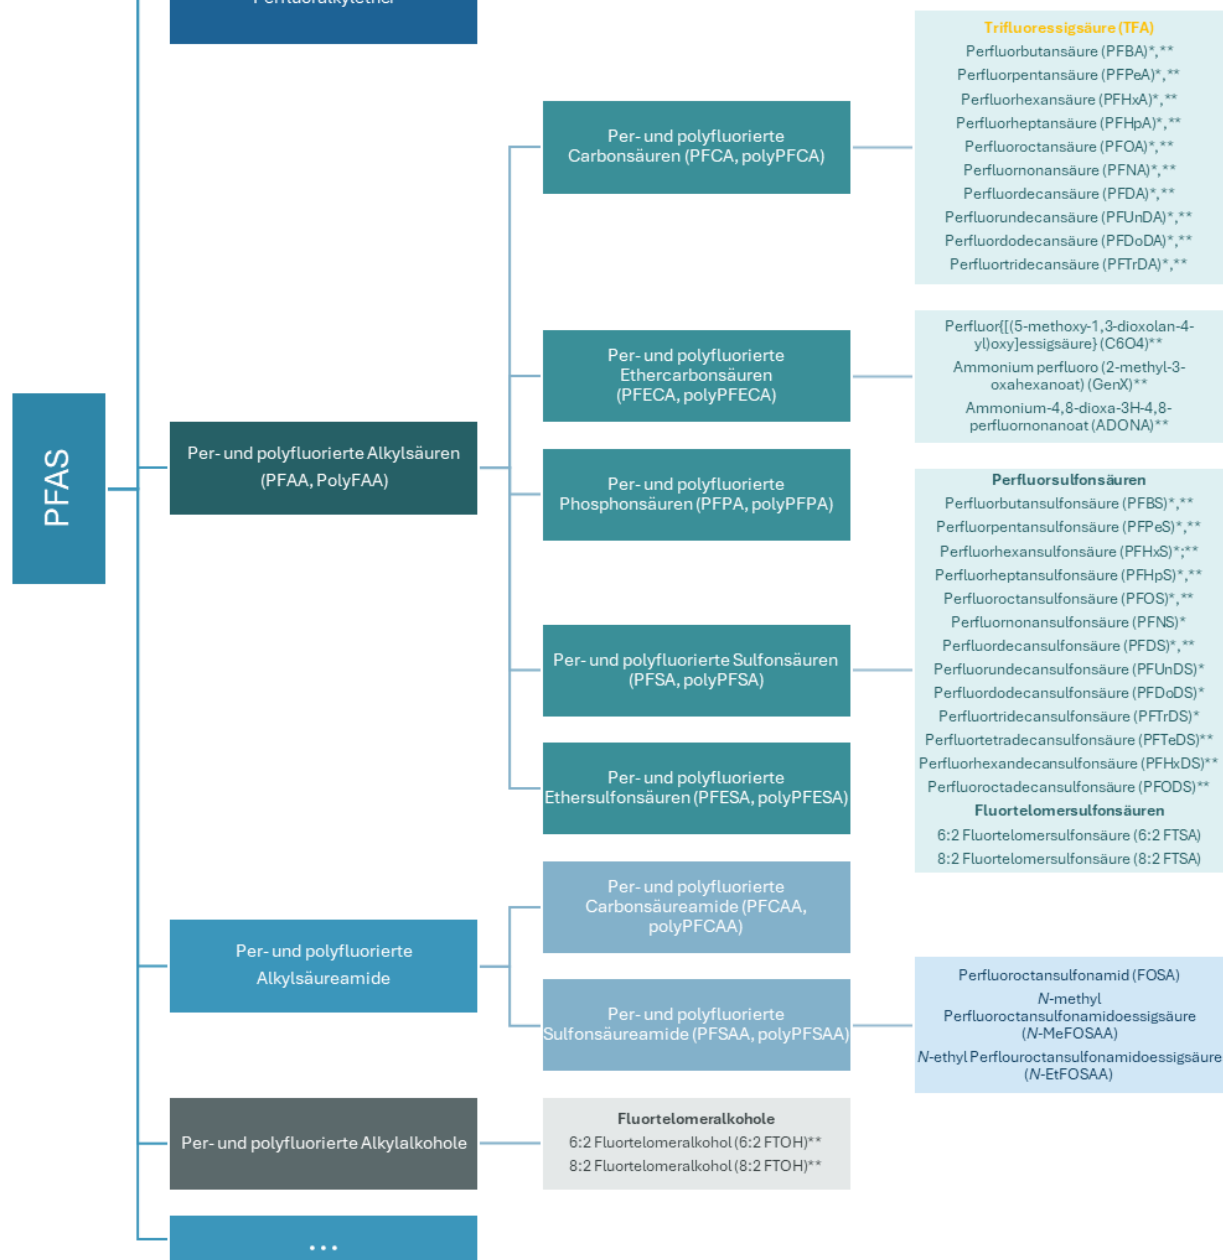 Perfluoralkylether
Trifluoressigsäure (TFA)
Perfluorbutansäure (PFBA)*,**
Perfluorpentansäure (PFPeA)*,**
Perfluorhexansäure (PFHxA)*,**
Perfluorheptansäure (PFHpA)*,**
Perfluoroctansäure (PFOA)*,**
Perfluornonansäure (PFNA)*,**
Perfluordecansäure (PFDA)*,**
Perfluorundecansäure (PFUnDA)*,**
Perfluordodecansäure (PFDoDA)*,**
Perfluortridecansäure (PFTrDA)*,**
Per- und polyfluorierte
Carbonsäuren (PFCA, polyPFCA)
Perfluor{[(5-methoxy-1,3-dioxolan-4-
yl)oxy]essigsäure} (C6O4)**
Ammonium perfluoro (2-methyl-3-
oxahexanoat) (GenX)**
Ammonium-4,8-dioxa-3H-4,8-
perfluornonanoat (ADONA)**
Per- und polyfluorierte
Ethercarbonsäuren
(PFECA, polyPFECA)
PFAS
Per- und polyfluorierte Alkylsäuren
(PFAA, PolyFAA)
Per- und polyfluorierte
Phosphonsäuren (PFPA, polyPFPA)
Perfluorsulfonsäuren
Perfluorbutansulfonsäure (PFBS)*,**
Perfluorpentansulfonsäure (PFPeS)*,**
Perfluorhexansulfonsäure (PFHxS)*;**
Perfluorheptansulfonsäure (PFHpS)*,**
Perfluoroctansulfonsäure (PFOS)*,**
Perfluornonansulfonsäure (PFNS)*
Perfluordecansulfonsäure (PFDS)*,**
Perfluorundecansulfonsäure (PFUnDS)*
Perfluordodecansulfonsäure (PFDoDS)*
Perfluortridecansulfonsäure (PFTrDS)*
Perfluortetradecansulfonsäure (PFTeDS)**
Perfluorhexandecansulfonsäure (PFHxDS)**
Perfluoroctadecansulfonsäure (PFODS)**
Fluortelomersulfonsäuren
6:2 Fluortelomersulfonsäure (6:2 FTSA)
8:2 Fluortelomersulfonsäure (8:2 FTSA)
Per- und polyfluorierte Sulfonsäuren
(PFSA, polyPFSA)
Per- und polyfluorierte
Ethersulfonsäuren (PFESA, polyPFESA)
Per- und polyfluorierte
Alkylsäureamide
Per- und polyfluorierte
Carbonsäureamide (PFCAA,
polyPFCAA)
Per- und polyfluorierte
Sulfonsäureamide (PFSAA, polyPFSAA)
Perfluoroctansulfonamid (FOSA)
N-methyl
Perfluoroctansulfonamidoessigsäure
(N-MeFOSAA)
N-ethyl Perflouroctansulfonamidoessigsäure
(N-EtFOSAA)
Per- und polyfluorierte Alkylalkohole
Fluortelomeralkohole
6:2 Fluortelomeralkohol (6:2 FTOH)**
8:2 Fluortelomeralkohol (8:2 FTOH)**
...